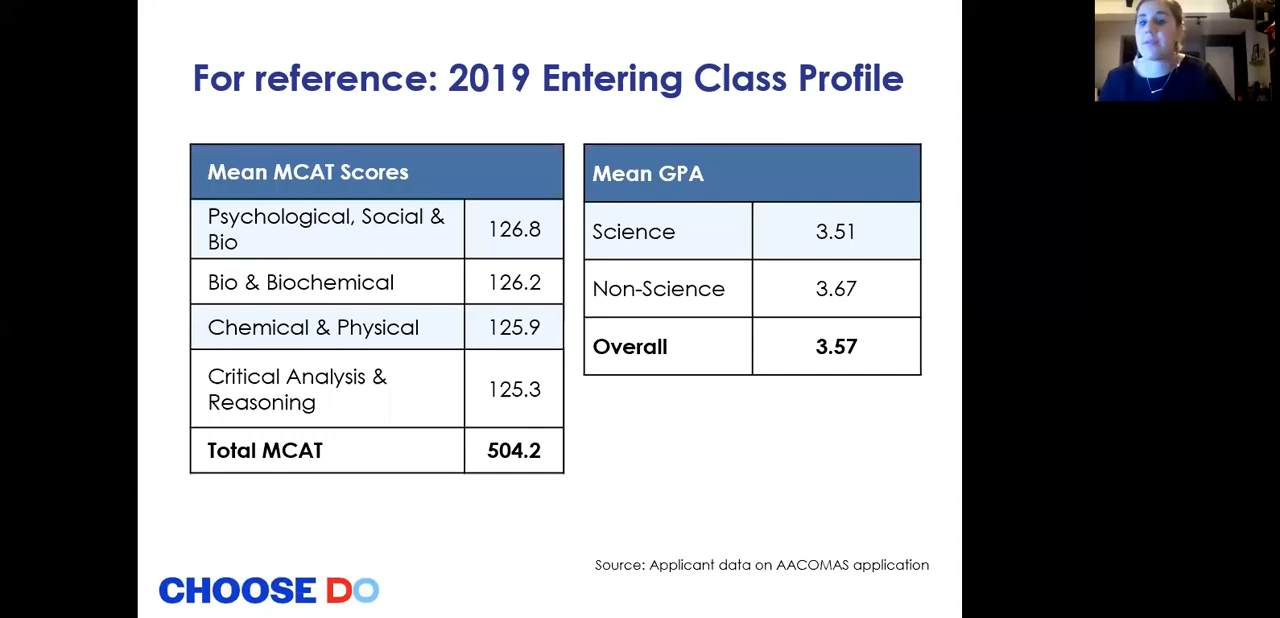 For reference: 2019 Entering Class Profile
Mean MCAT Scores
Psychological, Social &
Bio
126.8
Bio & Biochemical
126.2
Chemical & Physical
125.9
Critical Analysis &
Reasoning
125.3
Total MCAT
504.2
Mean GPA
Science
3.51
Non-Science
3.67
Overall
3.57
Source: Applicant data on AACOMAS application
CHOOSE DO